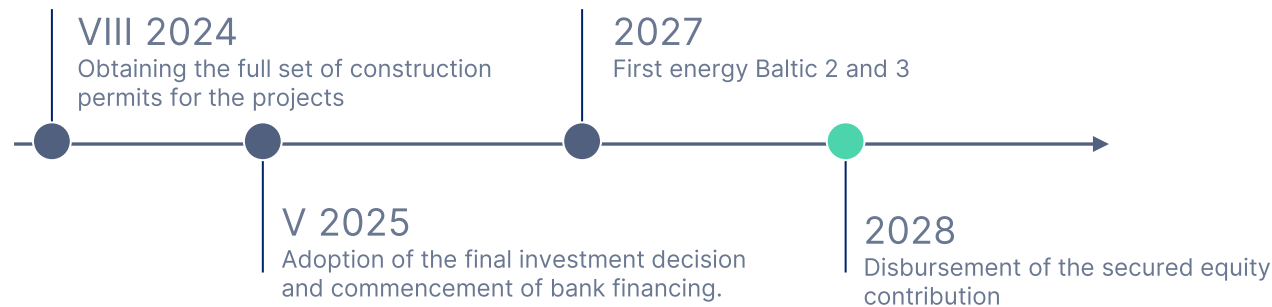 VIII 2024
Obtaining the full set of construction
permits for the projects
2027
First energy Baltic 2 and 3
V 2025
Adoption of the final investment decision
and commencement of bank financing.
2028
Disbursement of the secured equity
contribution